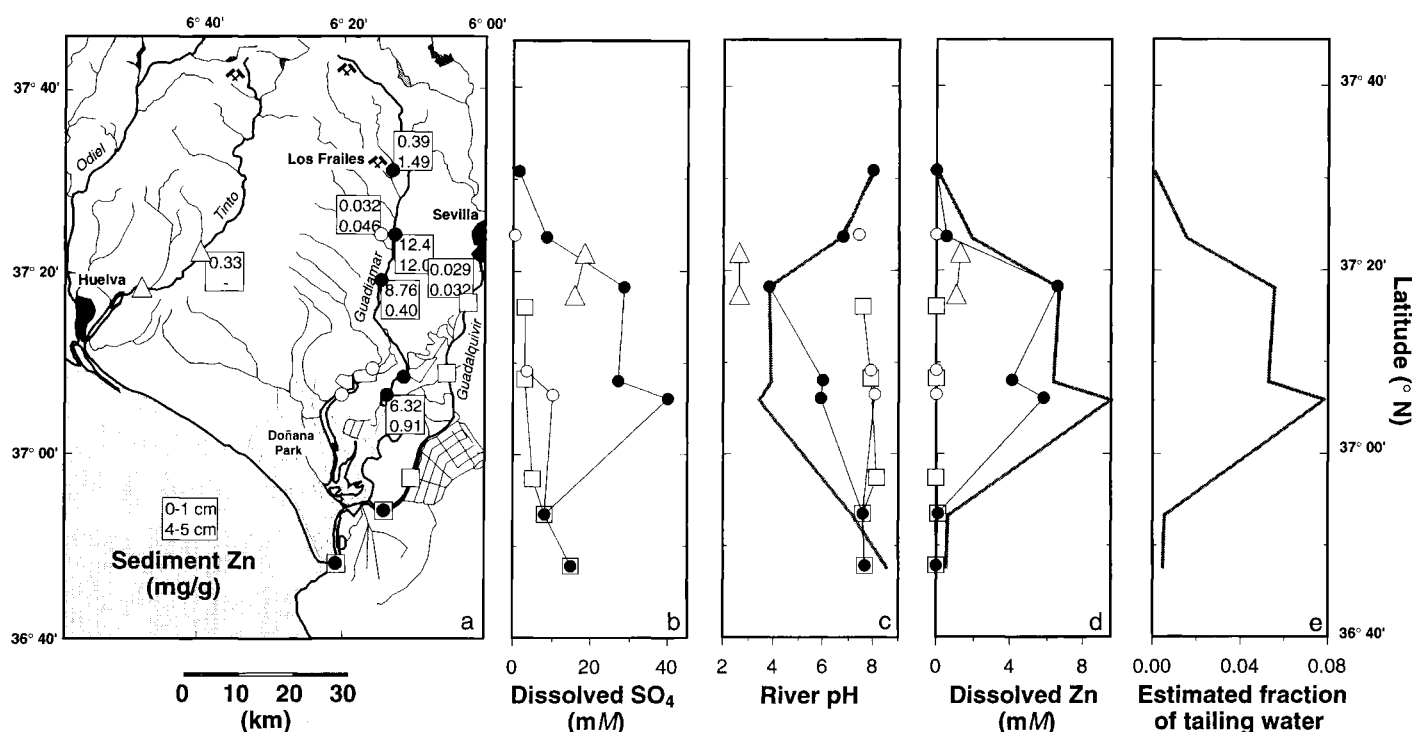 6° 40' 6° 20' 6° 00'
37° 40'
37° 20'
37° 00'
36° 40'
Odiel
Tinto
Los Frailes
0.39
1.49
0.032
0.046
Sevilla
12.4
0.33
-
Huelva
Guadiamar
0.029
0.032
8.76
0.40
Guadalquivir
6.32
0.91
Doñana
Park
0-1 cm
4-5 cm
Sediment Zn
(mg/g)
a
0 10 20 30
(km)
b
0 20 40
Dissolved SO4
(mM)
c
2 4 6 8
River pH
d
0 4 8
Dissolved Zn
(mM)
e
0.00 0.04 0.08
Estimated fraction
of tailing water
37° 40'
37° 20'
37° 00'
36° 40'
Latitude (° N)